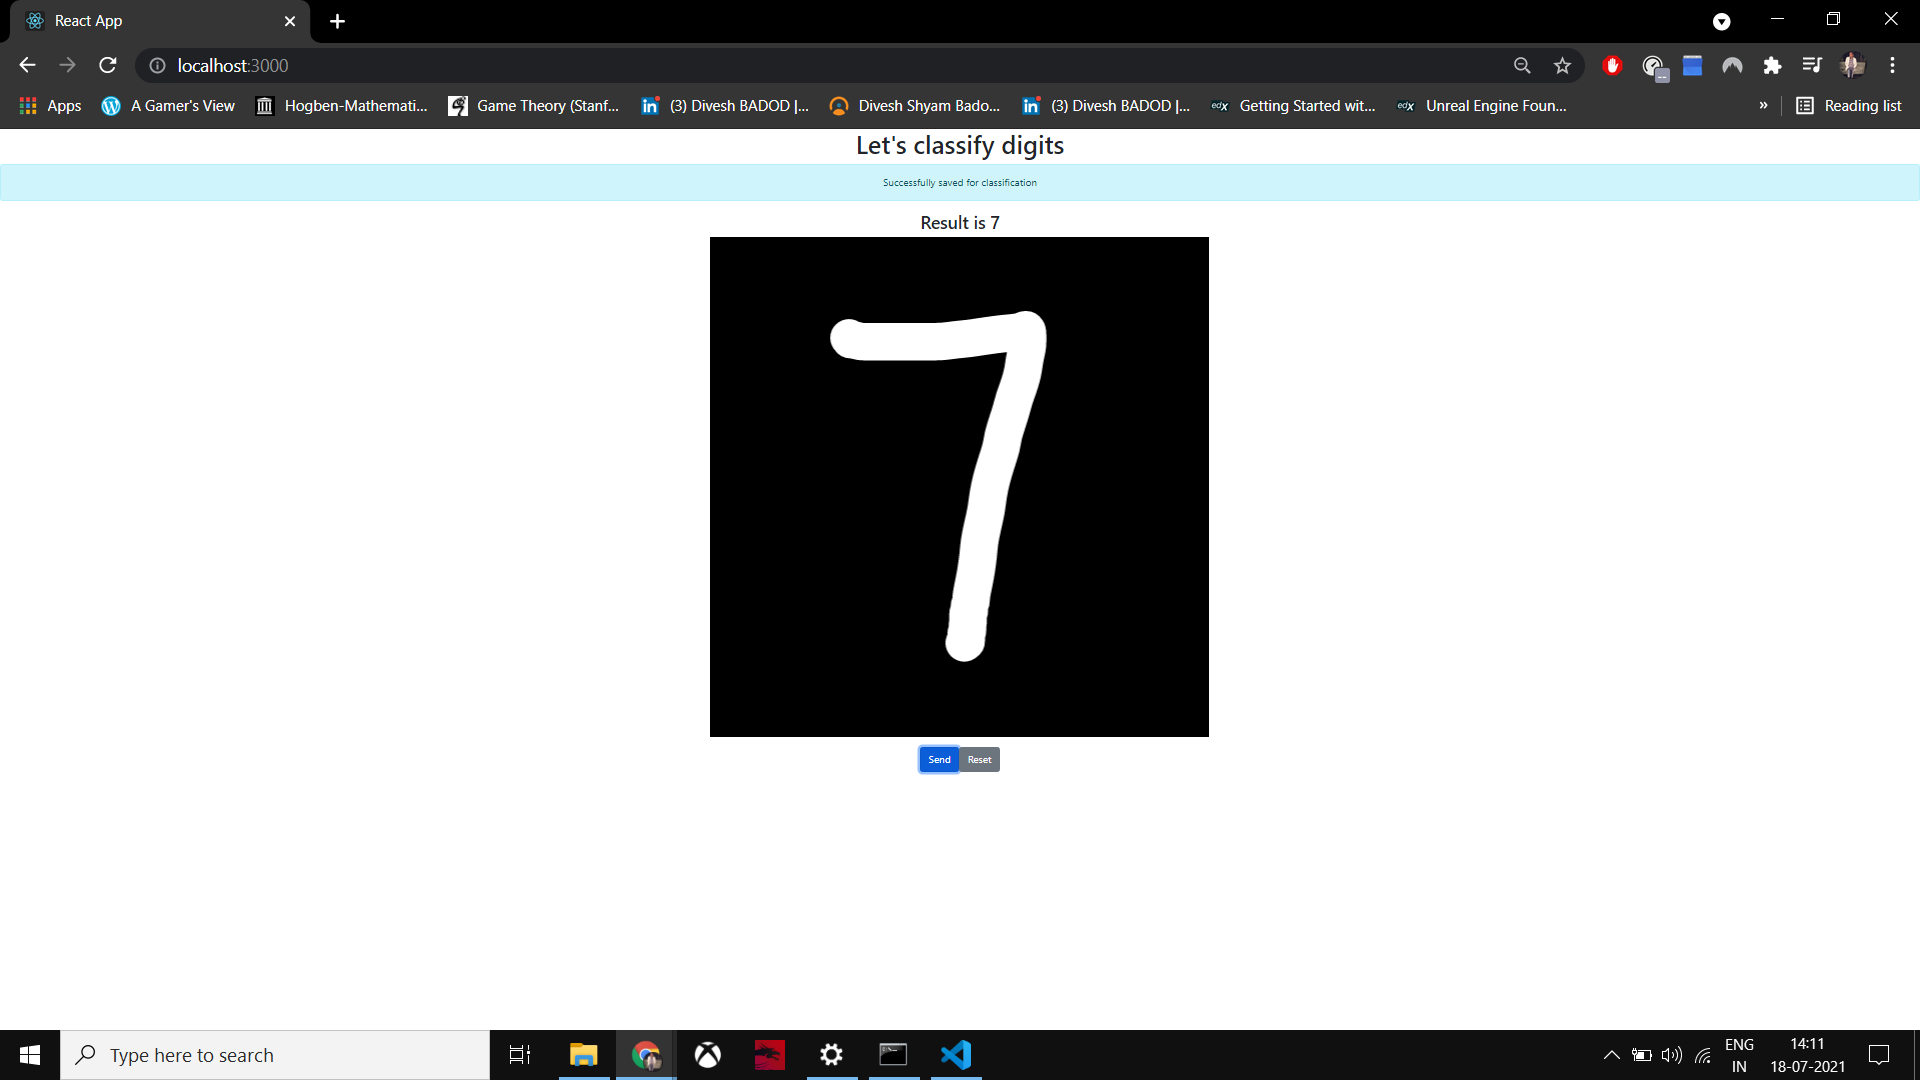 React App
localhost:3000
Apps
A Gamer's View
Hogben-Mathemati...
Game Theory (Stanf...
(3) Divesh BADOD |...
Divesh Shyam Bado...
(3) Divesh BADOD |...
Getting Started wit...
Unreal Engine Foun...
»
Reading list
Let's classify digits
Successfully saved for classification
Result is 7
7
Send
Reset
Type here to search
ENG
IN
14:11
18-07-2021